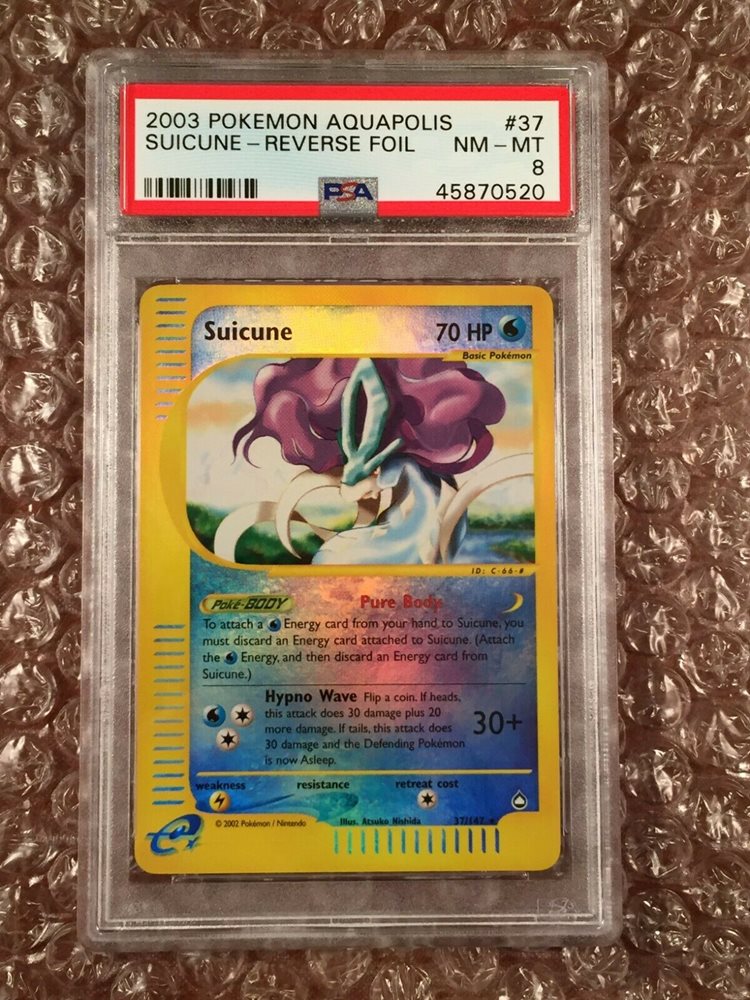 2003 POKEMON AQUAPOLIS #37
SUICUNE - REVERSE FOIL NM - MT
8
PSA 45870520
Suicune 70 HP
Basic Pokémon
ID: C-66-#
Poké-BODY Pure Body
To attach a Energy card from your hand to Suicune, you
must discard an Energy card attached to Suicune. (Attach
the Energy, and then discard an Energy card from
Suicune.)
Hypno Wave Flip a coin. If heads,
this attack does 30 damage plus 20
more damage. If tails, this attack does
30 damage and the Defending Pokémon
is now Asleep.
30+
weakness resistance retreat cost
© 2002 Pokémon / Nintendo Illus. Atsuko Nishida 37/147 ★
e